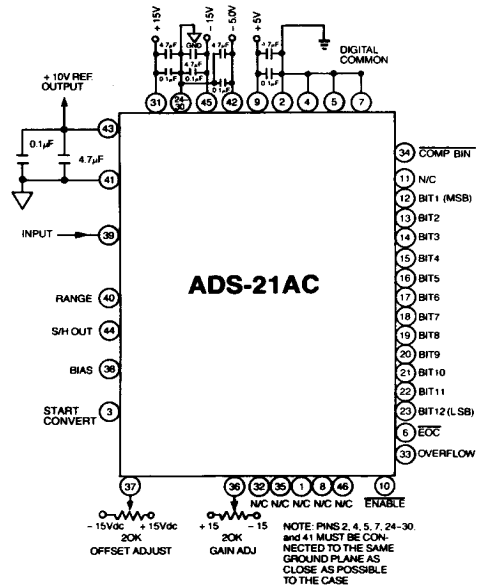 +15V
-15V
-5.0V
+5V
4.7µF
GND
4.7µF
4.7µF
4.7µF
0.1µF
0.1µF
0.1µF
0.1µF
DIGITAL
COMMON
+10V REF.
OUTPUT
31
24-
30
45
42
9
2
4
5
7
43
0.1µF
4.7µF
41
INPUT
39
ADS-21AC
RANGE
40
S/H OUT
44
BIAS
38
START
CONVERT
3
34
COMP BIN
11
N/C
12
BIT1 (MSB)
13
BIT2
14
BIT3
15
BIT4
16
BIT5
17
BIT6
18
BIT7
19
BIT8
20
BIT9
21
BIT10
22
BIT11
23
BIT12 (LSB)
6
EOC
33
OVERFLOW
37
36
32
35
1
8
46
10
N/C
N/C
N/C
N/C
N/C
ENABLE
-15Vdc
+15Vdc
20K
OFFSET ADJUST
+15
-15
20K
GAIN ADJ
NOTE: PINS 2, 4, 5, 7, 24-30.
and 41 MUST BE CON-
NECTED TO THE SAME
GROUND PLANE AS
CLOSE AS POSSIBLE
TO THE CASE